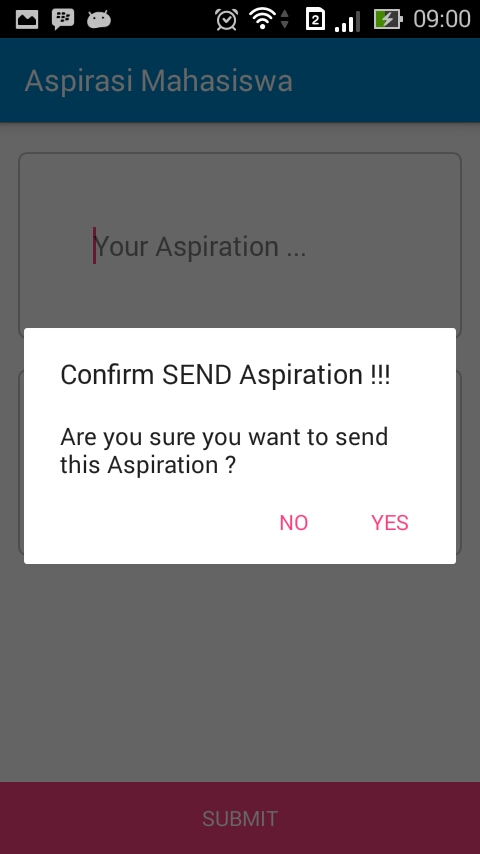 2
09:00
Aspirasi Mahasiswa
Your Aspiration ...
Confirm SEND Aspiration !!!
Are you sure you want to send
this Aspiration ?
NO YES
SUBMIT